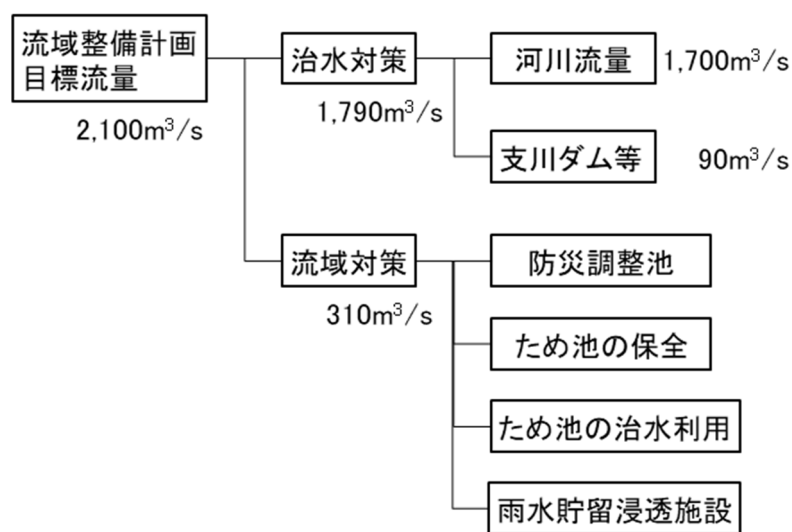 流域整備計画
目標流量
2,100m³/s
治水対策
1,790m³/s
河川流量
1,700m³/s
支川ダム等
90m³/s
流域対策
310m³/s
防災調整池
ため池の保全
ため池の治水利用
雨水貯留浸透施設